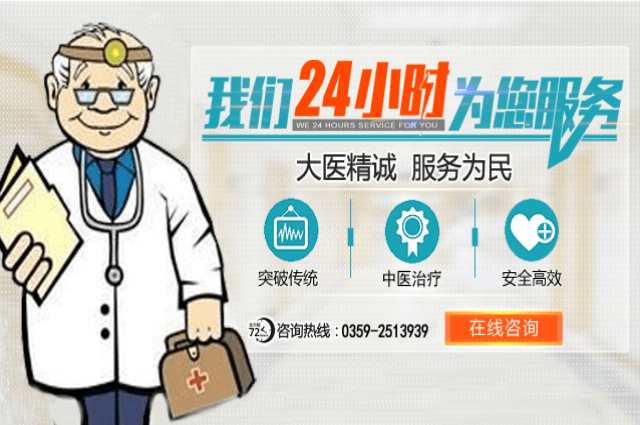 我们24小时为您服务
WE 24 HOURS SERVICE FOR YOU
大医精诚 服务为民
突破传统
中医治疗
安全高效
咨询热线：0359-2513939
在线咨询